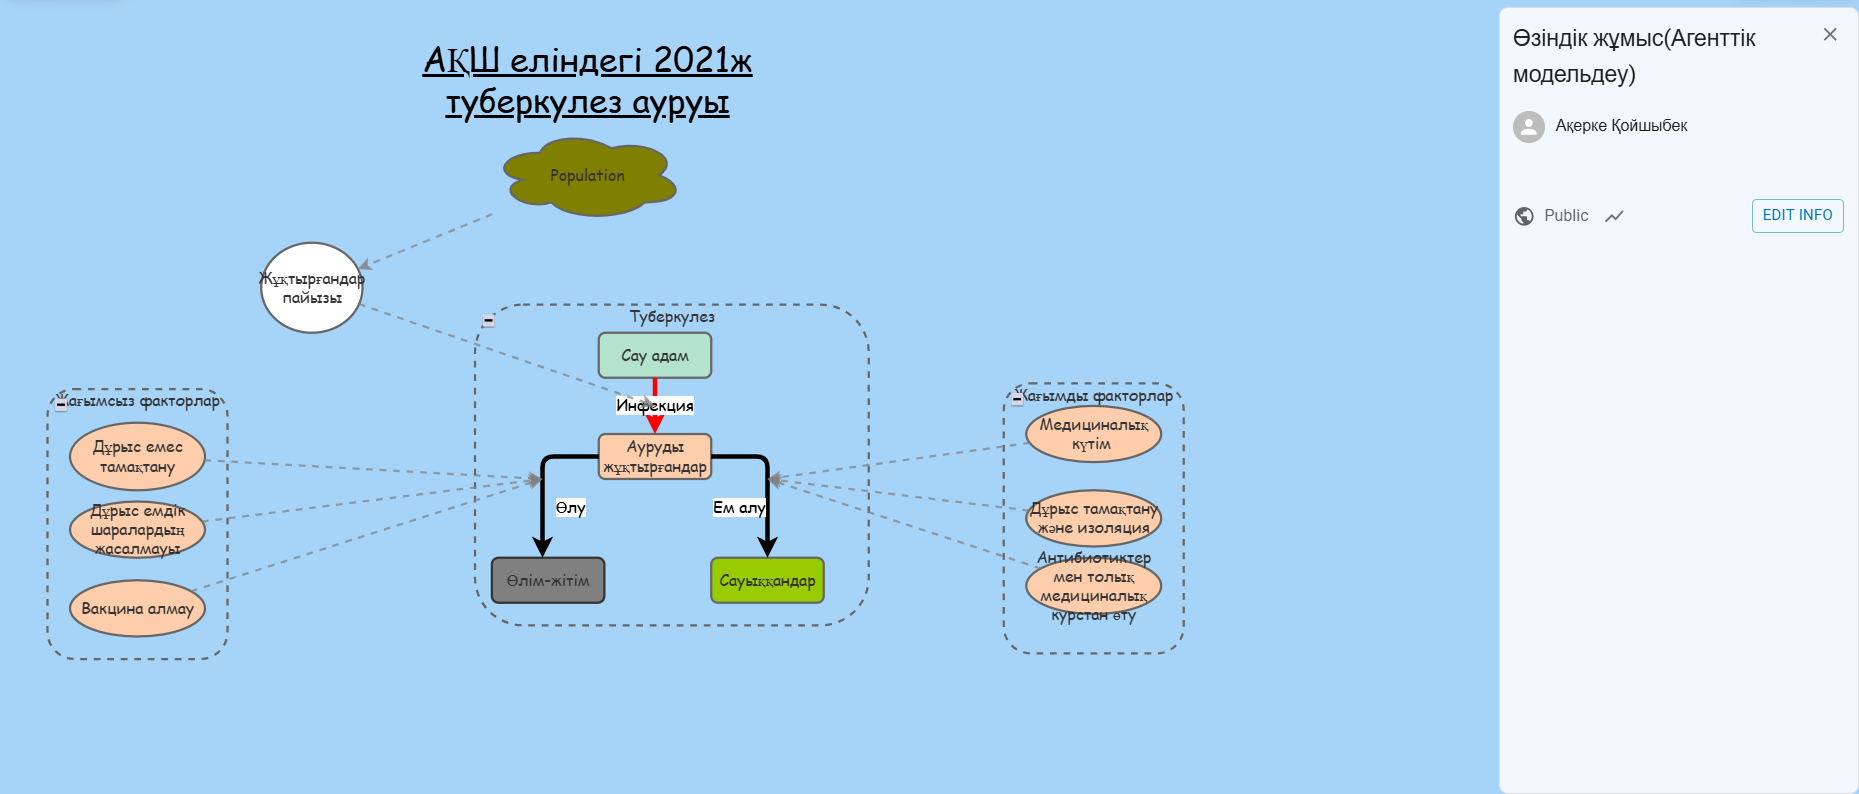 АҚШ еліндегі 2021ж
туберкулез ауруы
Population
Жұқтырғандар
пайызы
Туберкулез
Сау адам
Инфекция
Ауруды
жұқтырғандар
Өлу
Ем алу
Өлім-жітім
Сауыққандар
Жағымсыз факторлар
Дұрыс емес
тамақтану
Дұрыс емдік
шаралардың
жасалмауы
Вакцина алмау
Жағымды факторлар
Медициналық
күтім
Дұрыс тамақтану
және изоляция
Антибиотиктер
мен толық
медициналық
курстан өту
Өзіндік жұмыс(Агенттік
модельдеу)
Ақерке Қойшыбек
Public
EDIT INFO